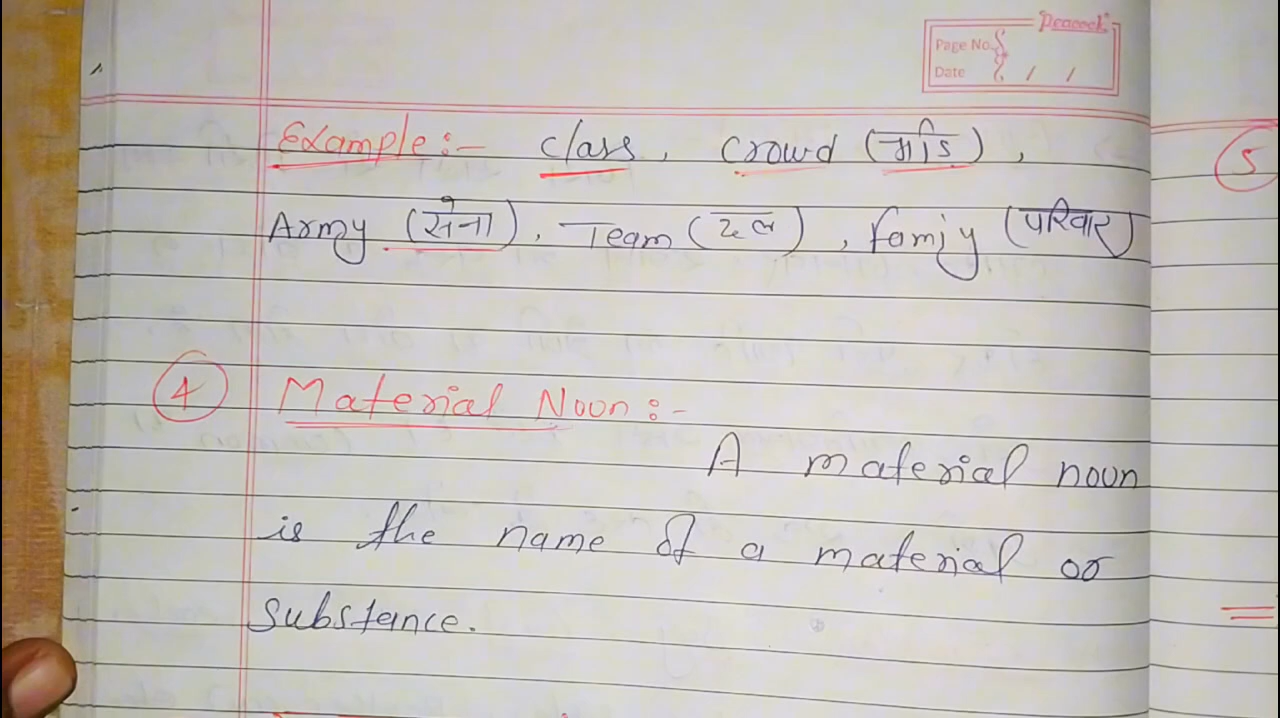 Peacock
Page No.
Date / /
Example:- class, crowd (भीड),
Army (सेना), Team (दल), Famiy (परिवार)
5
4 Material Noun:-
A material noun
is the name of a material or
substance.